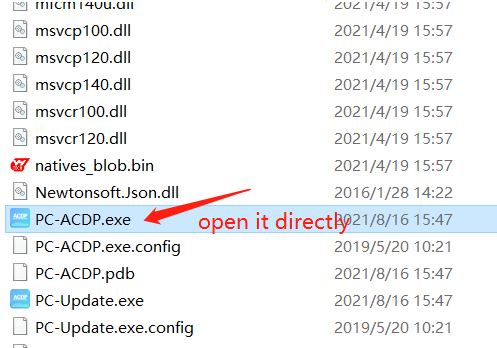 mfcm140u.dll 2021/4/19 15:57
msvcp100.dll 2021/4/19 15:57
msvcp120.dll 2021/4/19 15:57
msvcp140.dll 2021/4/19 15:57
msvcr100.dll 2021/4/19 15:57
msvcr120.dll 2021/4/19 15:57
natives_blob.bin 2021/4/19 15:57
Newtonsoft.Json.dll 2016/1/28 14:22
PC-ACDP.exe open it directly 2021/8/16 15:47
PC-ACDP.exe.config 2019/5/20 10:21
PC-ACDP.pdb 2021/8/16 15:47
PC-Update.exe 2021/8/16 15:47
PC-Update.exe.config 2019/5/20 10:21